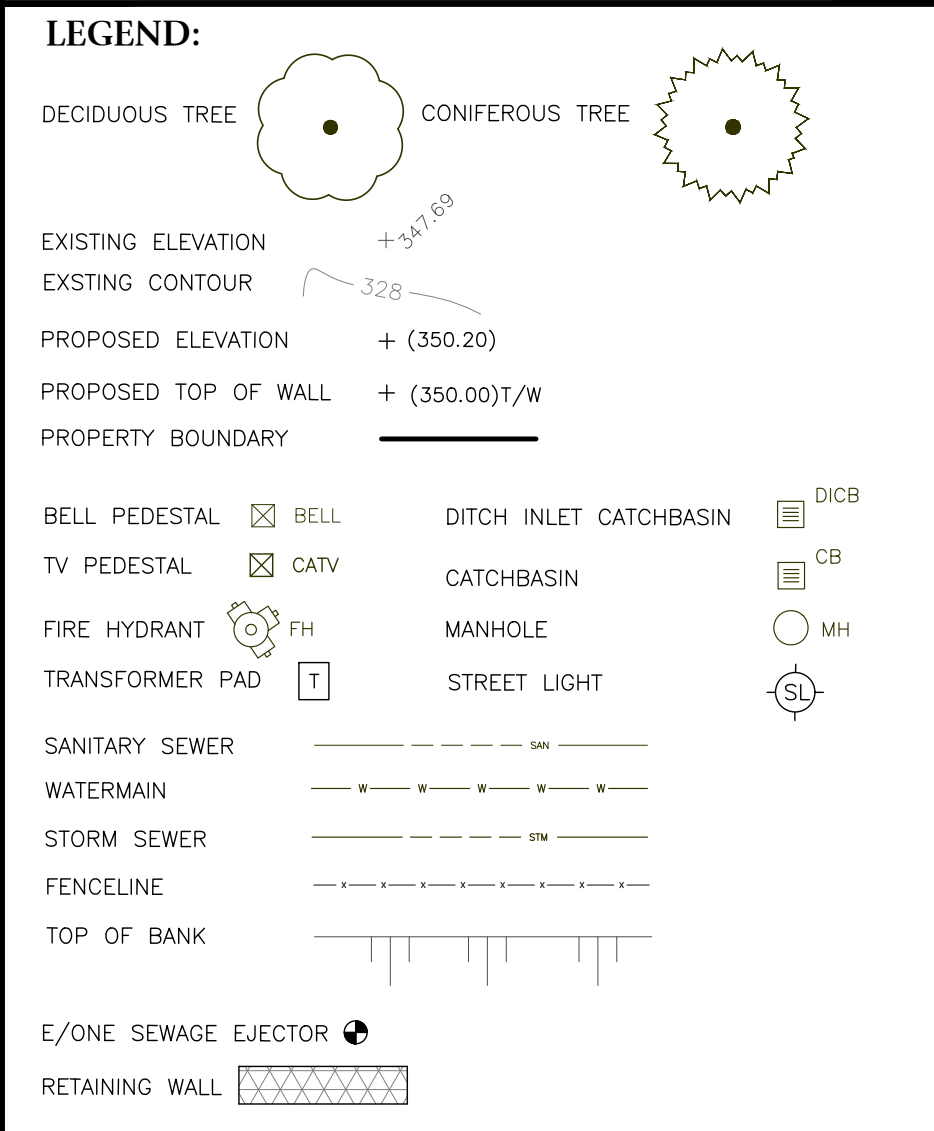 LEGEND:
DECIDUOUS TREE
CONIFEROUS TREE
EXISTING ELEVATION +347.69
EXSTING CONTOUR 328
PROPOSED ELEVATION + (350.20)
PROPOSED TOP OF WALL + (350.00)T/W
PROPERTY BOUNDARY
BELL PEDESTAL BELL
DITCH INLET CATCHBASIN DICB
TV PEDESTAL CATV
CATCHBASIN CB
FIRE HYDRANT FH
MANHOLE MH
TRANSFORMER PAD T
STREET LIGHT SL
SANITARY SEWER SAN
WATERMAIN W W W W W
STORM SEWER STM
FENCELINE x x x x x x x x
TOP OF BANK
E/ONE SEWAGE EJECTOR
RETAINING WALL